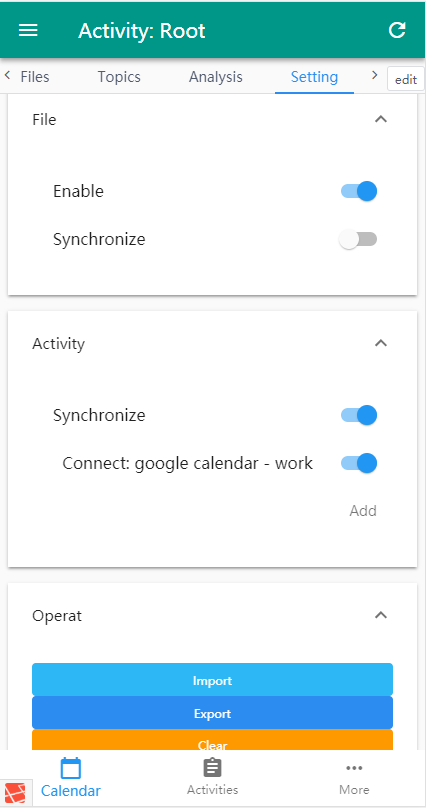 Activity: Root
Files Topics Analysis Setting edit
File
Enable
Synchronize
Activity
Synchronize
Connect: google calendar - work
Add
Operat
Import
Export
Clear
Calendar Activities More